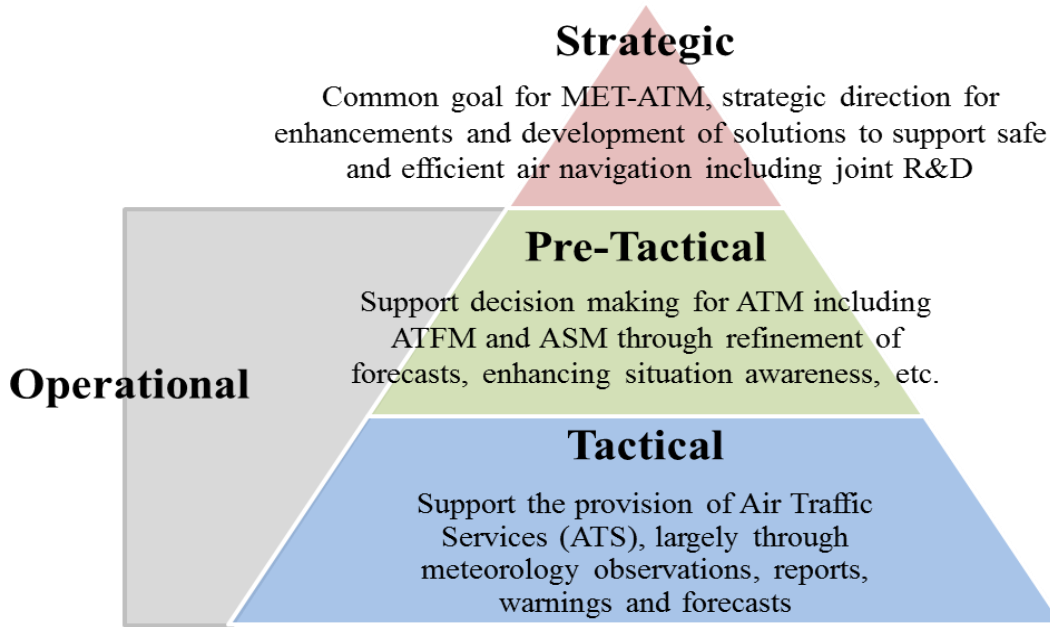 Strategic
Common goal for MET-ATM, strategic direction for
enhancements and development of solutions to support safe
and efficient air navigation including joint R&D
Pre-Tactical
Support decision making for ATM including
ATFM and ASM through refinement of
forecasts, enhancing situation awareness, etc.
Operational
Tactical
Support the provision of Air Traffic
Services (ATS), largely through
meteorology observations, reports,
warnings and forecasts